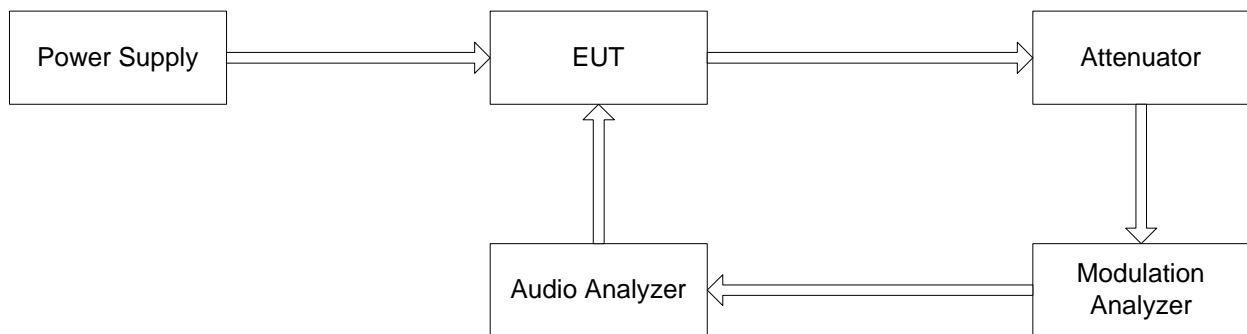 Power Supply
EUT
Attenuator
Audio Analyzer
Modulation
Analyzer